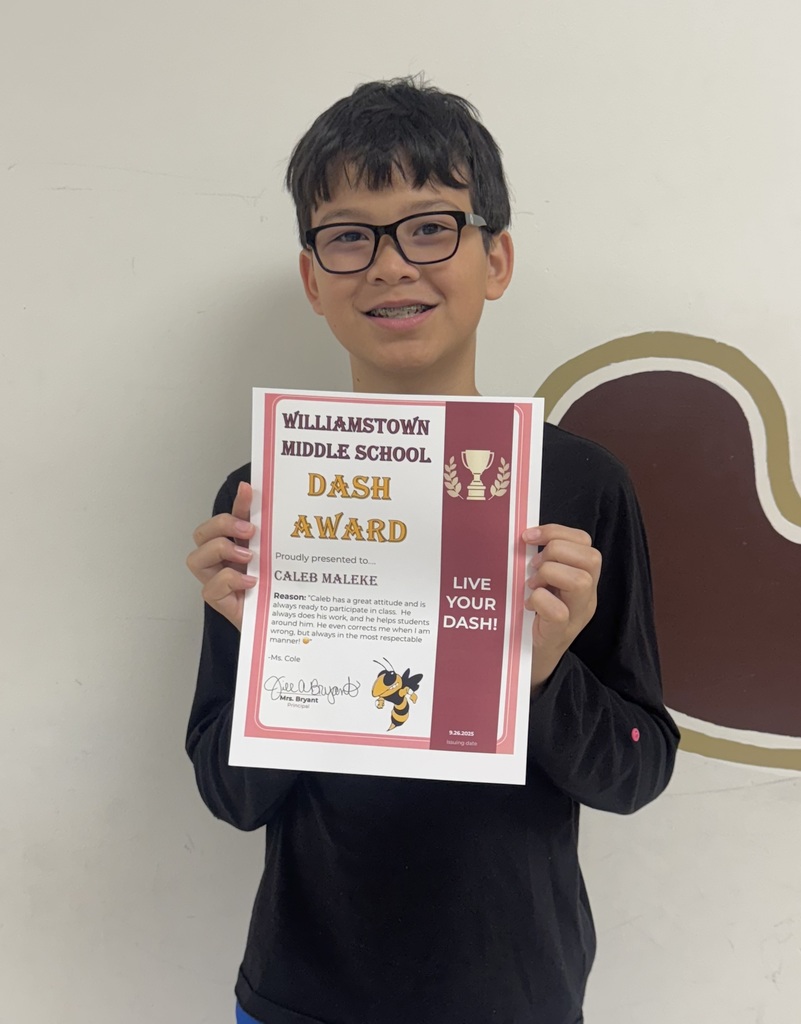 WILLIAMSTOWN
MIDDLE SCHOOL
DASH
AWARD
Proudly presented to....
CALEB MALEKE
Reason: "Caleb has a great attitude and is
always ready to participate in class. He
always does his work, and he helps students
around him. He even corrects me when I am
wrong, but always in the most respectable
manner! 😅"
-Ms. Cole
Mrs. Bryant
Principal
LIVE
YOUR
DASH!
9.26.2025
Issuing date